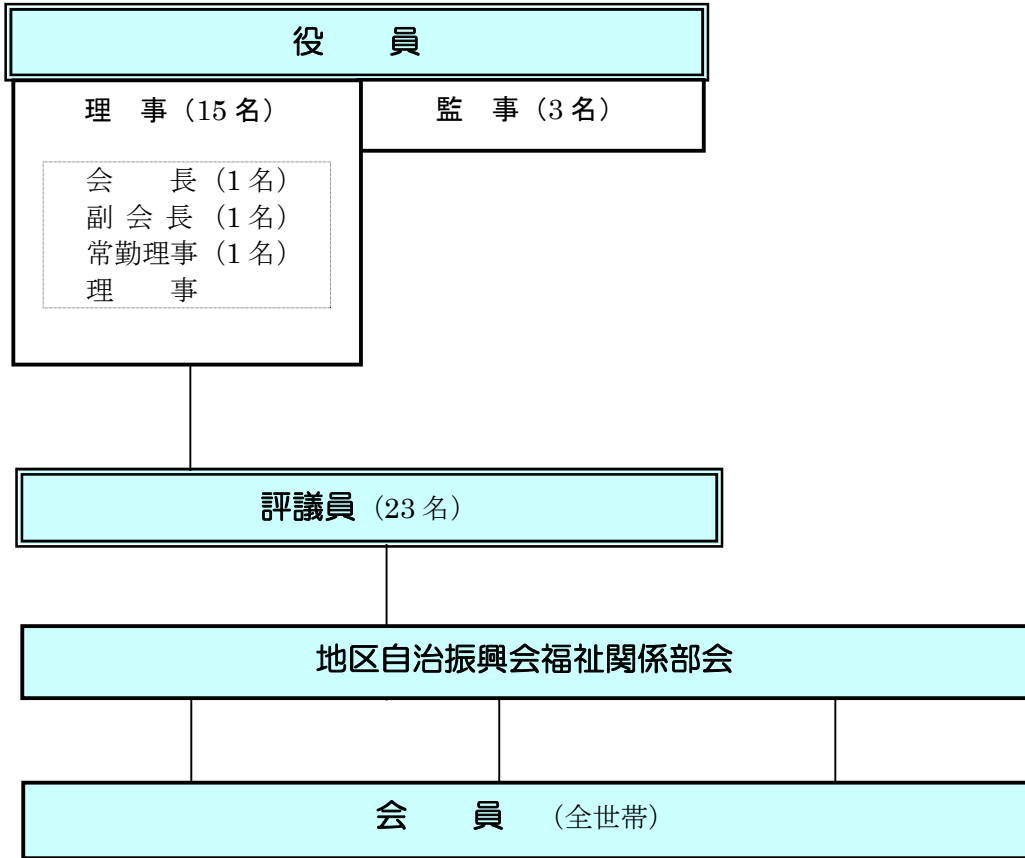 役　員
理　事（15名）
監　事（3名）
会　　長（1名）
副 会 長（1名）
常勤理事（1名）
理　　事
評議員（23名）
地区自治振興会福祉関係部会
会　員　（全世帯）